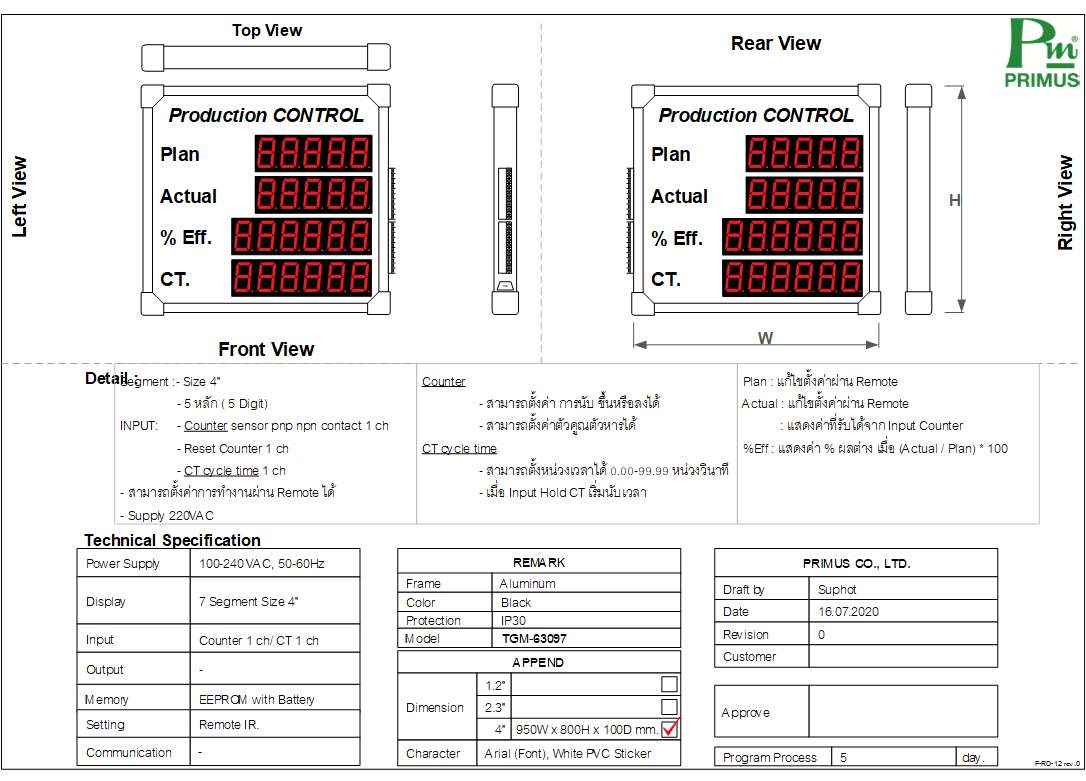 Top View
Rear View
Pm®
PRIMUS
Left View
Production CONTROL
Plan 88888
Actual 88888
% Eff. 888888
CT. 888888
Front View
Production CONTROL
Plan 88888
Actual 88888
% Eff. 888888
CT. 888888
H
W
Right View
Detail :
Segment :- Size 4"
- 5 หลัก ( 5 Digit)
INPUT: - Counter sensor pnp npn contact 1 ch
- Reset Counter 1 ch
- CT cycle time 1 ch
- สามารถตั้งค่าการทำงานผ่าน Remote ได้
- Supply 220VAC
Counter
- สามารถตั้งค่า การนับ ขึ้นหรือลงได้
- สามารถตั้งค่าตัวคูณตัวหารได้
CT cycle time
- สามารถตั้งหน่วงเวลาได้ 0.00-99.99 หน่วงวินาที
- เมื่อ Input Hold CT เริ่มนับเวลา
Plan : แก้ไขตั้งค่าผ่าน Remote
Actual : แก้ไขตั้งค่าผ่าน Remote
: แสดงค่าที่รับได้จาก Input Counter
%Eff : แสดงค่า % ผลต่าง เมื่อ (Actual / Plan) * 100
Technical Specification
Power Supply 100-240VAC, 50-60Hz
Display 7 Segment Size 4"
Input Counter 1 ch/ CT 1 ch
Output -
Memory EEPROM with Battery
Setting Remote IR.
Communication -
REMARK
Frame Aluminum
Color Black
Protection IP30
Model TGM-63097
APPEND
Dimension
1.2"
2.3"
4" 950W x 800H x 100D mm.
Character Arial (Font), White PVC Sticker
PRIMUS CO., LTD.
Draft by Suphot
Date 16.07.2020
Revision 0
Customer
Approve
Program Process 5 day.
F-RD-12 rev.0